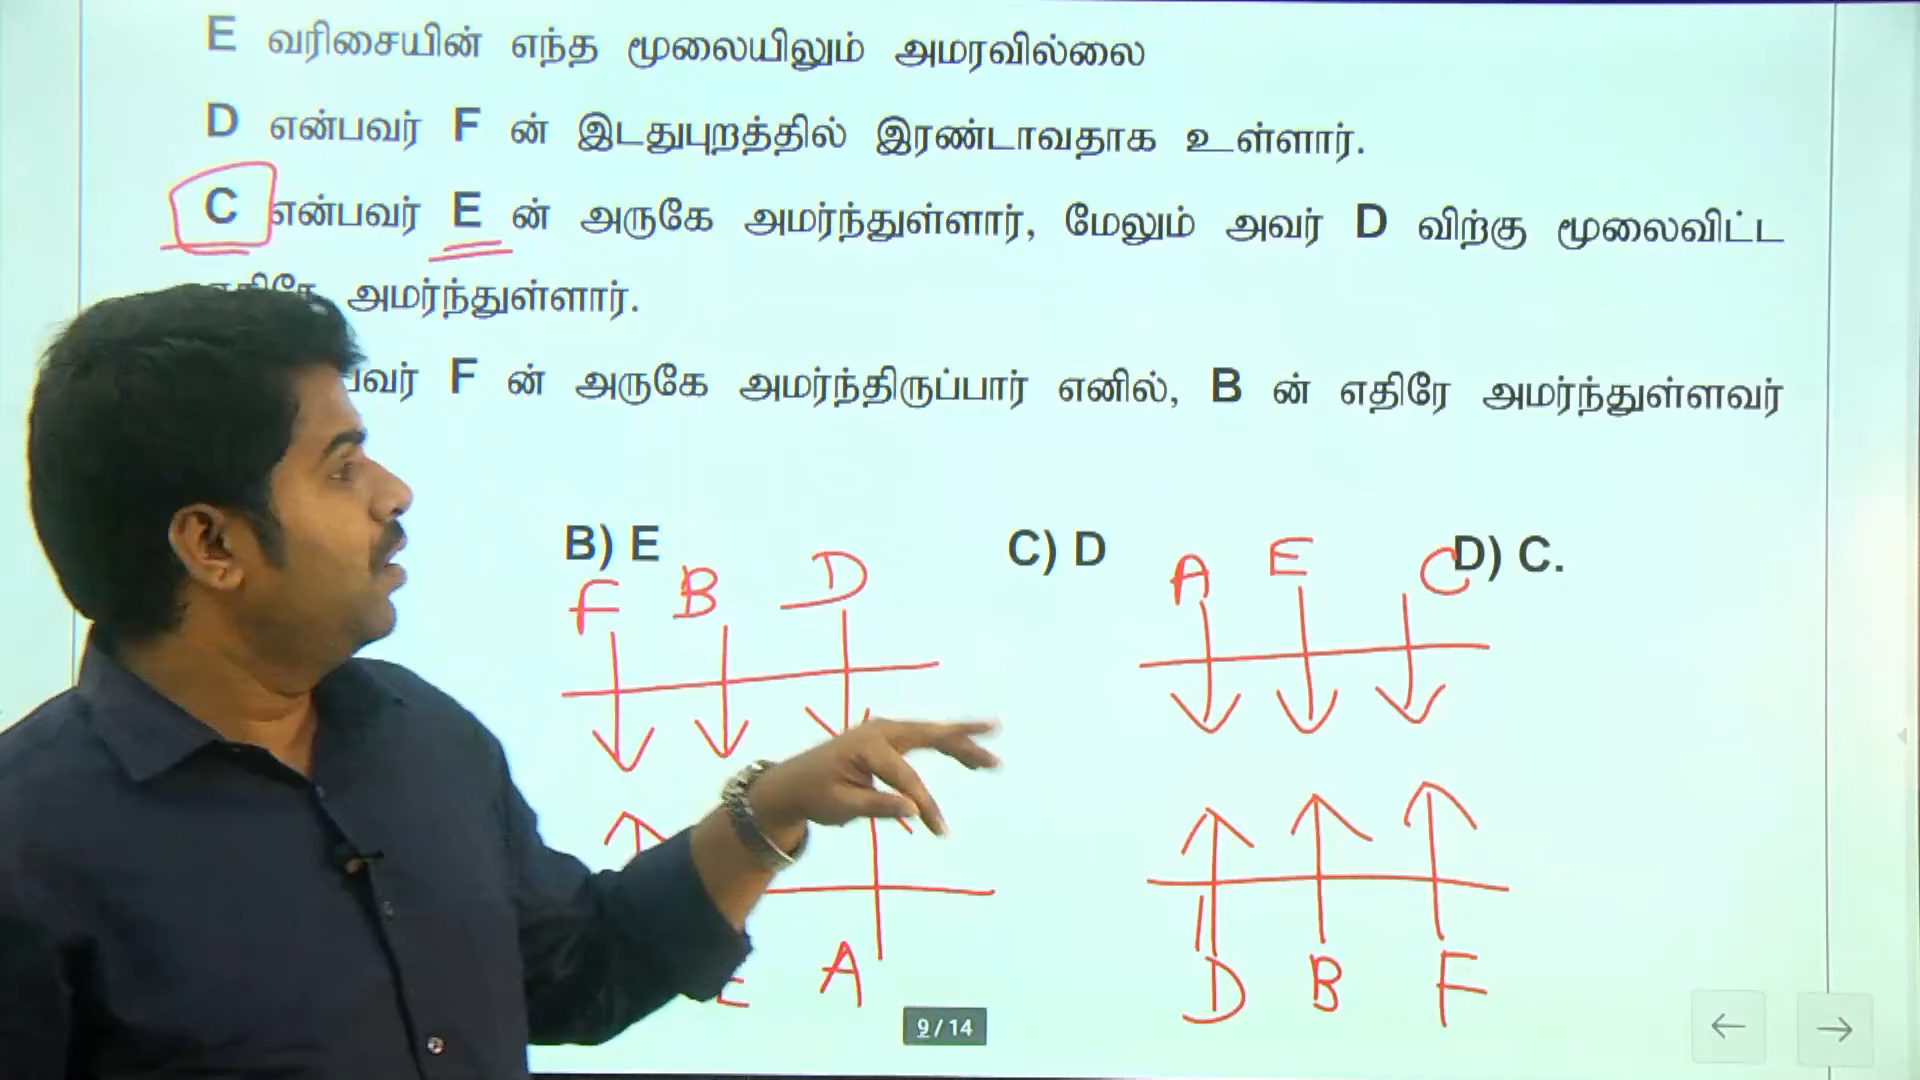 E வரிசையின் எந்த மூலையிலும் அமரவில்லை
D என்பவர் F ன் இடதுபுறத்தில் இரண்டாவதாக உள்ளார்.
C என்பவர் E ன் அருகே அமர்ந்துள்ளார், மேலும் அவர் D விற்கு மூலைவிட்ட
அமர்ந்துள்ளார்.
F ன் அருகே அமர்ந்திருப்பார் எனில், B ன் எதிரே அமர்ந்துள்ளவர்
B) E C) D D) C.
F B D A E C
A D B F
9 / 14